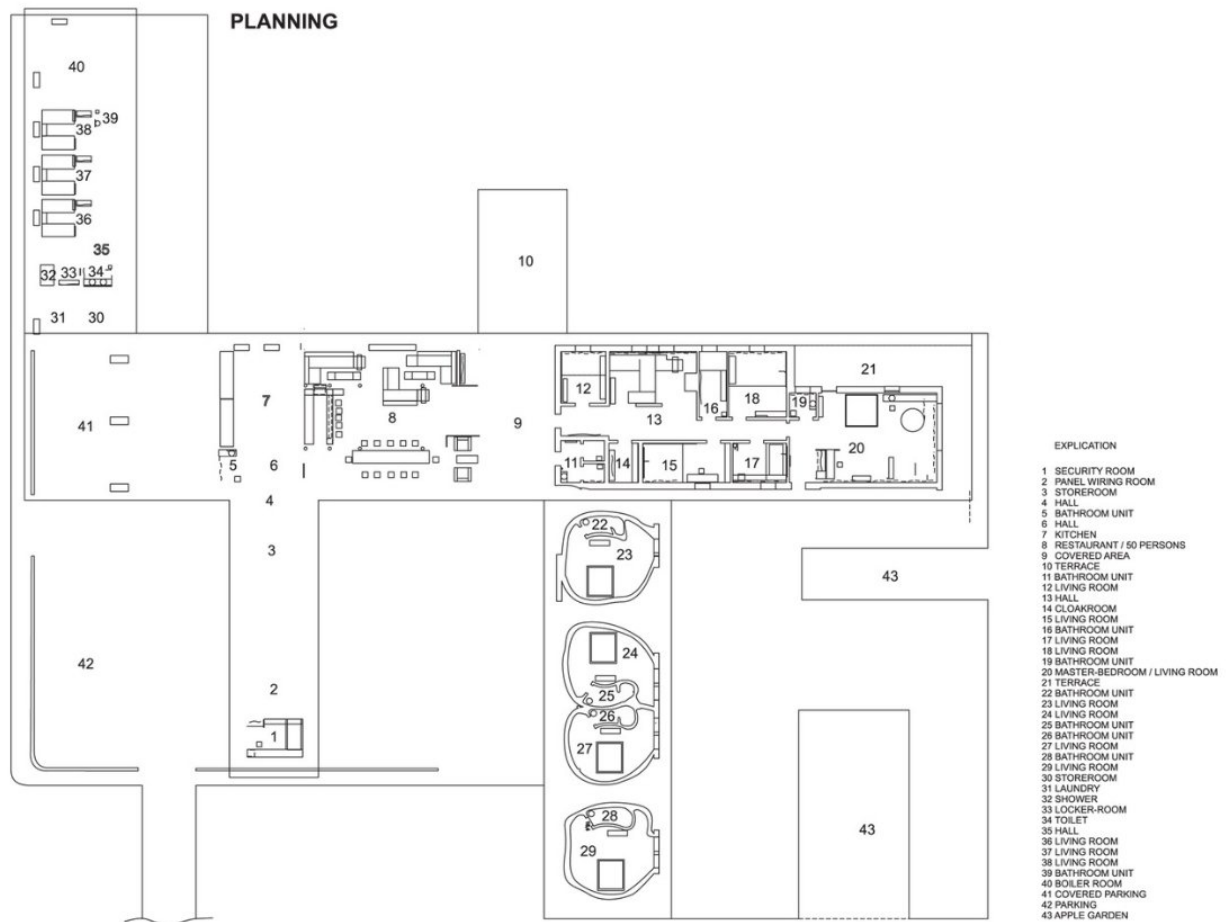 PLANNING
40
39
38
37
36
35
32 33 34
31 30
10
21
12
13
16
18
19
7
8
9
41
20
5
6
11
14
15
17
4
22
3
23
43
24
42
2
25
26
1
27
28
43
29
EXPLICATION
1 SECURITY ROOM
2 PANEL WIRING ROOM
3 STOREROOM
4 HALL
5 BATHROOM UNIT
6 HALL
7 KITCHEN
8 RESTAURANT / 50 PERSONS
9 COVERED AREA
10 TERRACE
11 BATHROOM UNIT
12 LIVING ROOM
13 HALL
14 CLOAKROOM
15 LIVING ROOM
16 BATHROOM UNIT
17 LIVING ROOM
18 LIVING ROOM
19 BATHROOM UNIT
20 MASTER-BEDROOM / LIVING ROOM
21 TERRACE
22 BATHROOM UNIT
23 LIVING ROOM
24 LIVING ROOM
25 BATHROOM UNIT
26 BATHROOM UNIT
27 LIVING ROOM
28 BATHROOM UNIT
29 LIVING ROOM
30 STOREROOM
31 LAUNDRY
32 SHOWER
33 LOCKER-ROOM
34 TOILET
35 HALL
36 LIVING ROOM
37 LIVING ROOM
38 LIVING ROOM
39 BATHROOM UNIT
40 BOILER ROOM
41 COVERED PARKING
42 PARKING
43 APPLE GARDEN